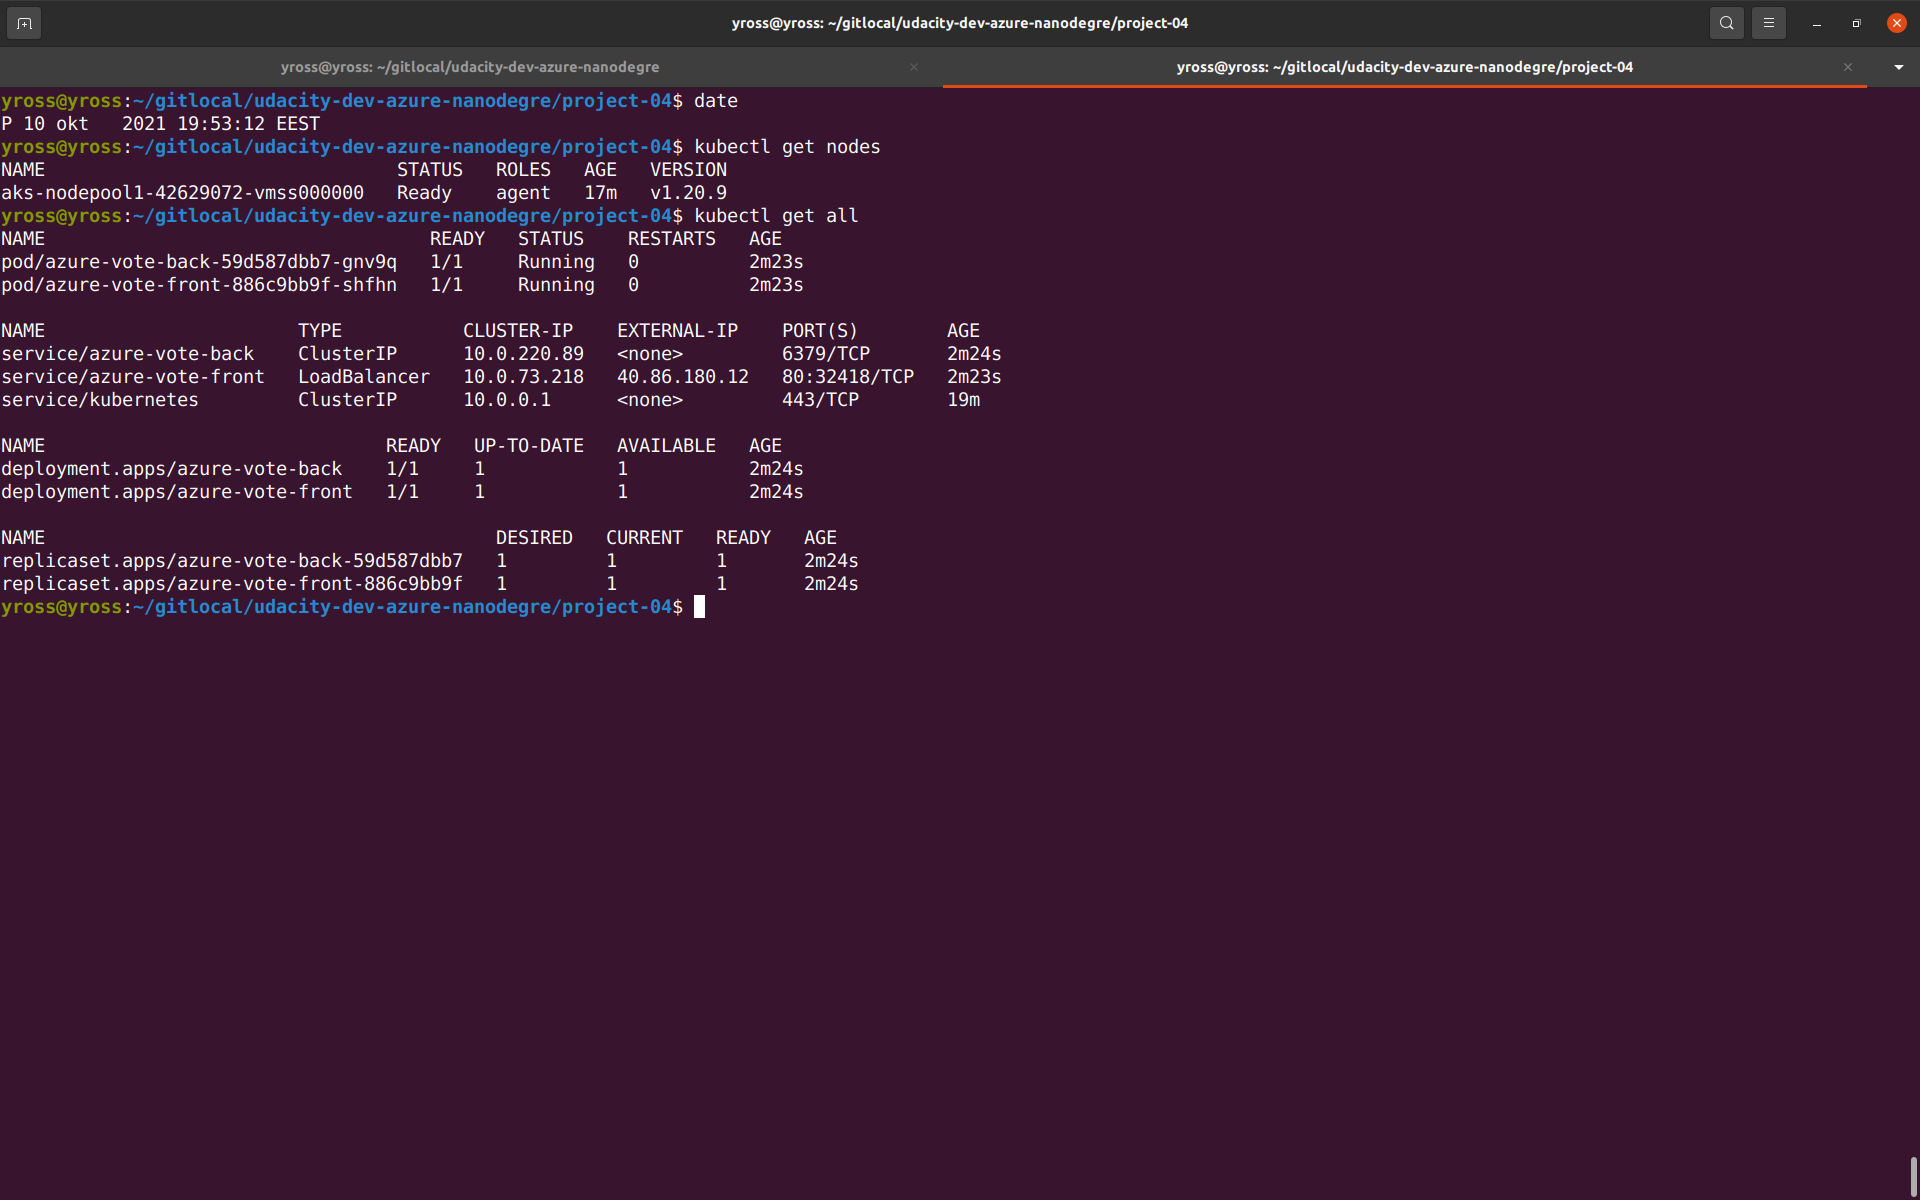 yross@yross: ~/gitlocal/udacity-dev-azure-nanodegre/project-04
yross@yross: ~/gitlocal/udacity-dev-azure-nanodegre
yross@yross: ~/gitlocal/udacity-dev-azure-nanodegre/project-04
yross@yross:~/gitlocal/udacity-dev-azure-nanodegre/project-04$ date
P 10 okt   2021 19:53:12 EEST
yross@yross:~/gitlocal/udacity-dev-azure-nanodegre/project-04$ kubectl get nodes
NAME                                STATUS   ROLES   AGE   VERSION
aks-nodepool1-42629072-vmss000000   Ready    agent   17m   v1.20.9
yross@yross:~/gitlocal/udacity-dev-azure-nanodegre/project-04$ kubectl get all
NAME                                   READY   STATUS    RESTARTS   AGE
pod/azure-vote-back-59d587dbb7-gnv9q   1/1     Running   0          2m23s
pod/azure-vote-front-886c9bb9f-shfhn   1/1     Running   0          2m23s

NAME                       TYPE           CLUSTER-IP    EXTERNAL-IP    PORT(S)        AGE
service/azure-vote-back    ClusterIP      10.0.220.89   <none>         6379/TCP       2m24s
service/azure-vote-front   LoadBalancer   10.0.73.218   40.86.180.12   80:32418/TCP   2m23s
service/kubernetes         ClusterIP      10.0.0.1      <none>         443/TCP        19m

NAME                               READY   UP-TO-DATE   AVAILABLE   AGE
deployment.apps/azure-vote-back    1/1     1            1           2m24s
deployment.apps/azure-vote-front   1/1     1            1           2m24s

NAME                                         DESIRED   CURRENT   READY   AGE
replicaset.apps/azure-vote-back-59d587dbb7   1         1         1       2m24s
replicaset.apps/azure-vote-front-886c9bb9f   1         1         1       2m24s
yross@yross:~/gitlocal/udacity-dev-azure-nanodegre/project-04$